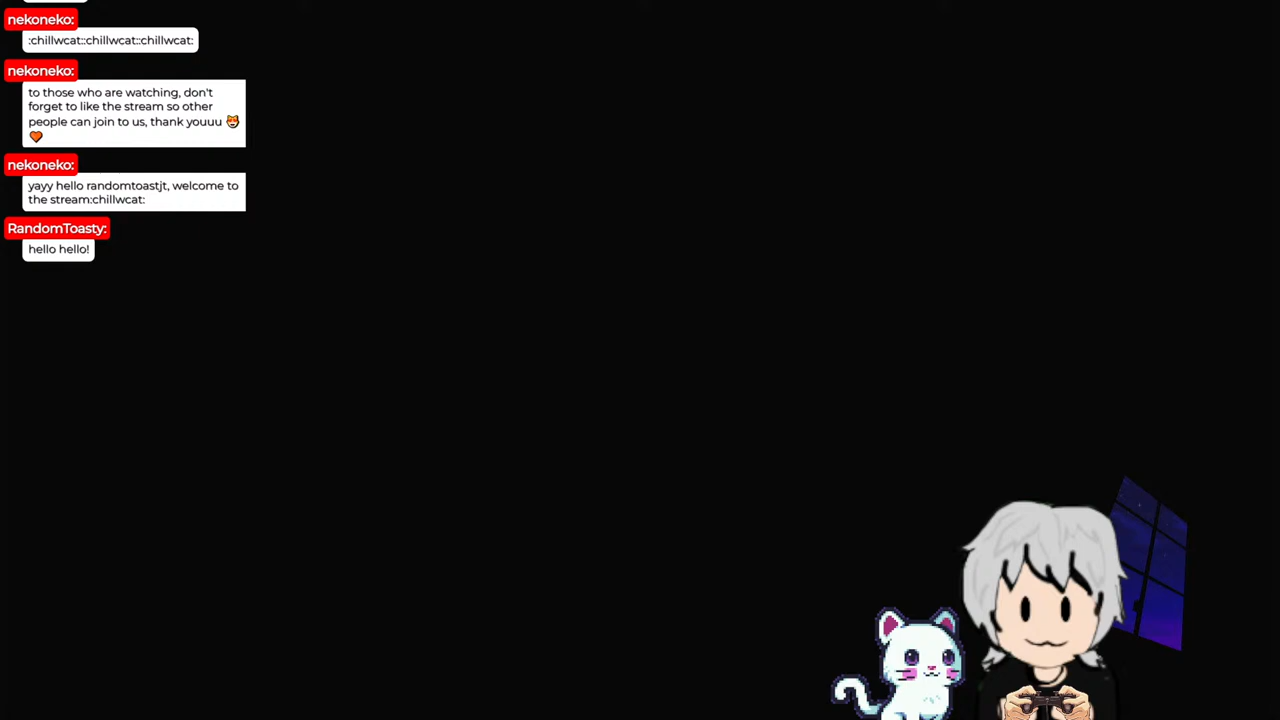 nekoneko:
:chillwcat::chillwcat::chillwcat:
nekoneko:
to those who are watching, don't
forget to like the stream so other
people can join to us, thank youuu 😻
🧡
nekoneko:
yayy hello randomtoastjt, welcome to
the stream:chillwcat:
RandomToasty:
hello hello!